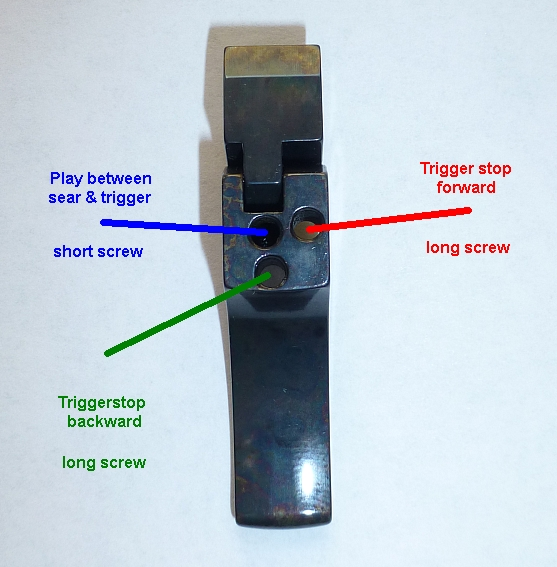 Play between
sear & trigger
short screw
Trigger stop
forward
long screw
Triggerstop
backward
long screw